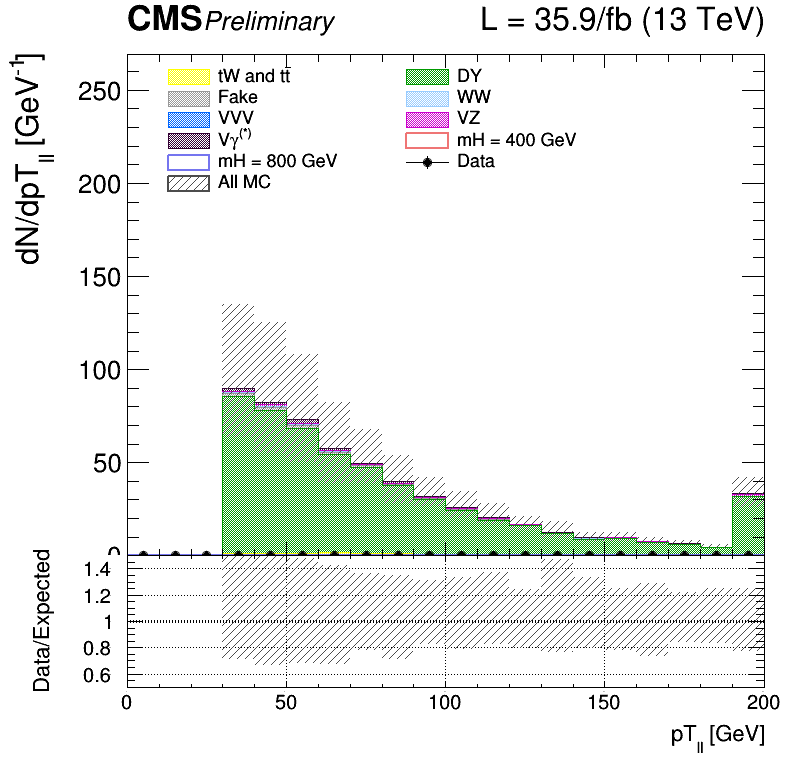 CMS Preliminary L = 35.9/fb (13 TeV)
dN/dpT_ll [GeV^-1]
tW and tt̄ DY
Fake WW
VVV VZ
Vγ^(*) mH = 400 GeV
mH = 800 GeV Data
All MC
250
200
150
100
50
0
Data/Expected
1.4
1.2
1
0.8
0.6
0 50 100 150 200
pT_ll [GeV]